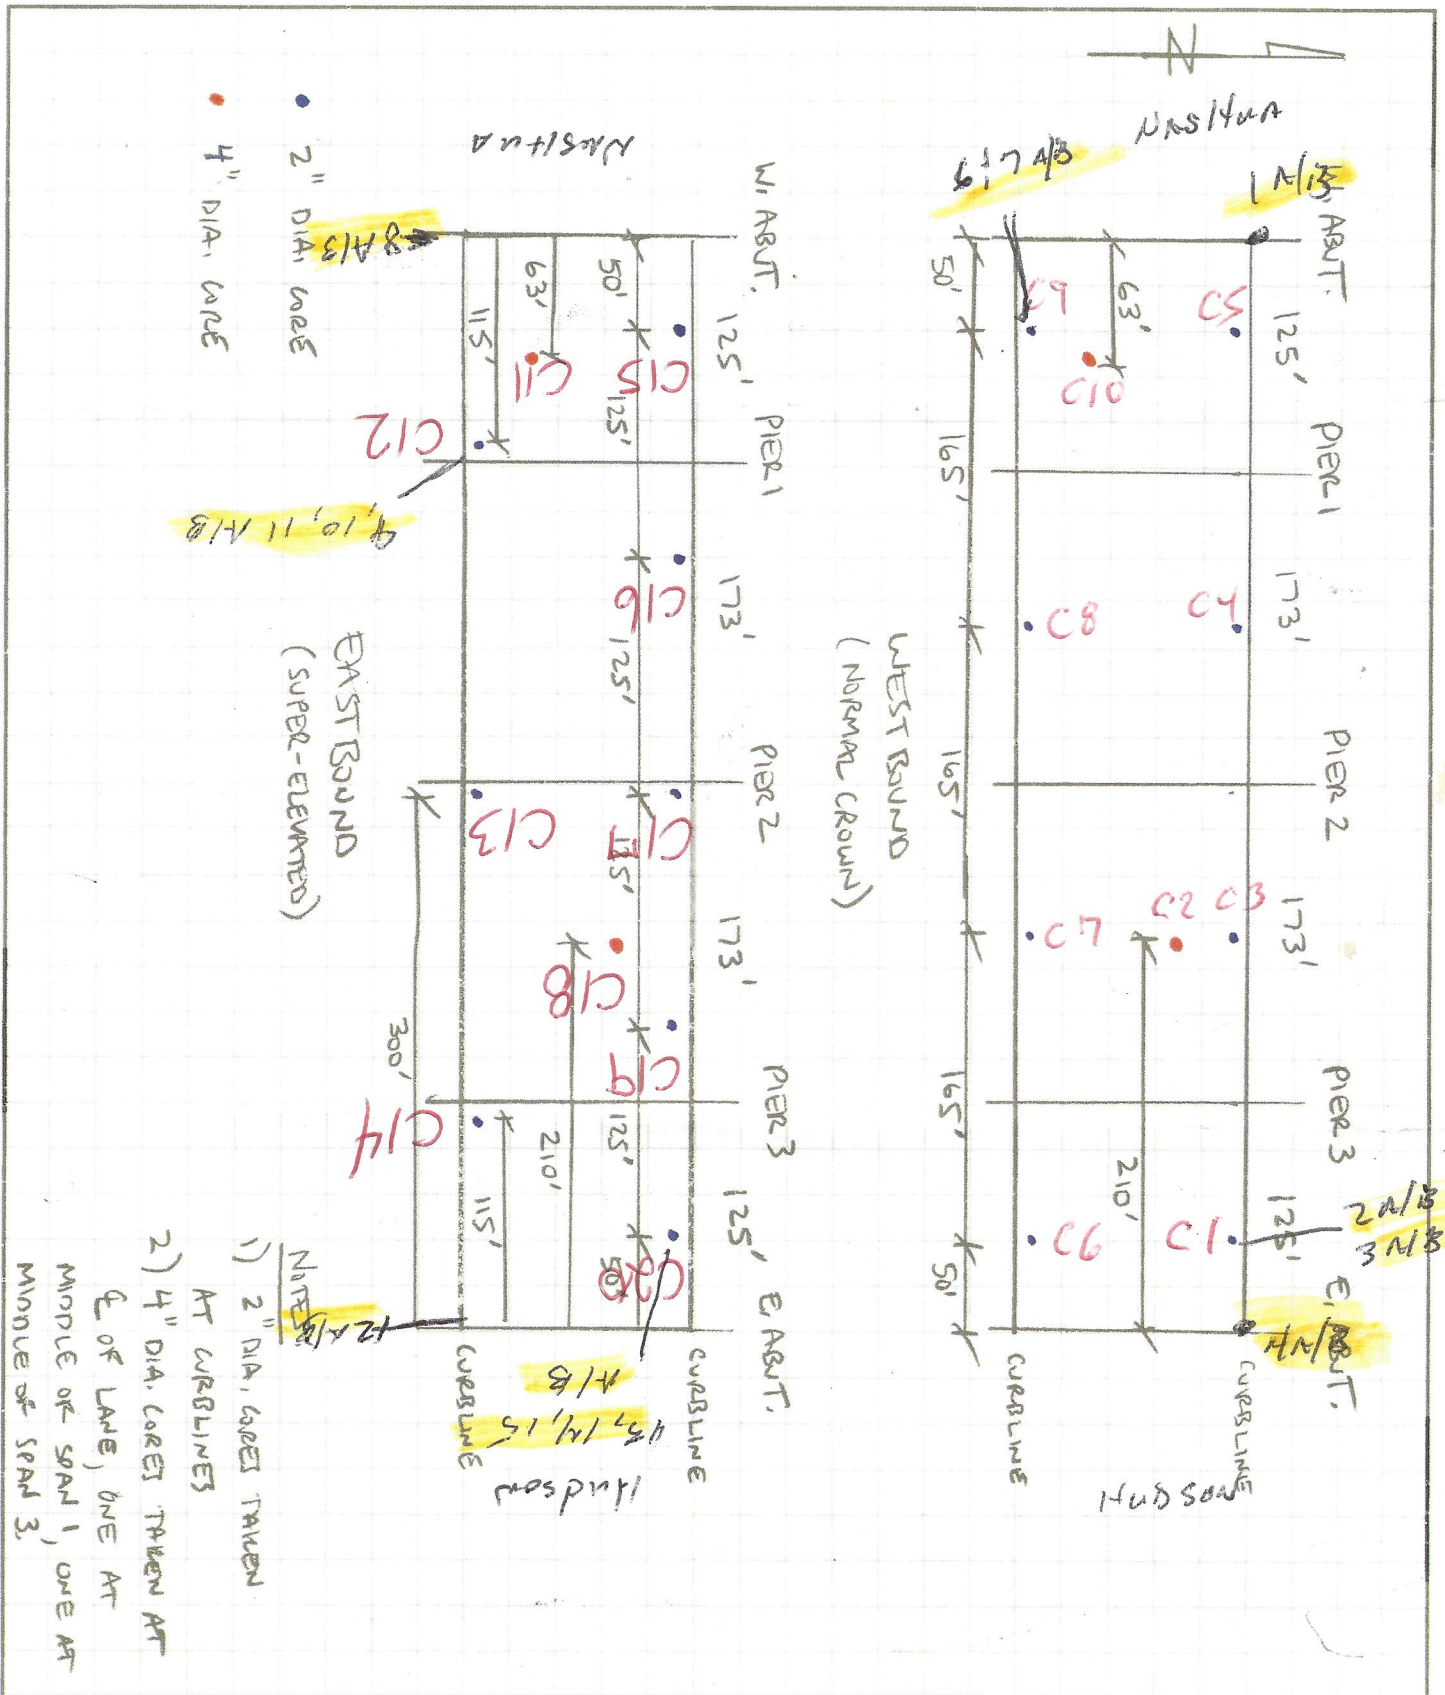 N
NASHUA
1 A/B
W. ABUT.
125'
PIER 1
173'
PIER 2
173'
PIER 3
125'
E. ABUT.
2 A/B
3 A/B
4 A/B
6 & 7 A/B
C5
C4
C3
C2
C1
63'
C10
210'
C9
C8
C7
C6
CURBLINE
CURBLINE
HUDSON
50'
165'
165'
165'
50'
WEST BOUND
(NORMAL CROWN)
NASHUA
W. ABUT.
125'
PIER 1
173'
PIER 2
173'
PIER 3
125'
E. ABUT.
C15
C16
C17
C19
C20
50'
125'
125'
125'
125'
50'
C11
C18
63'
210'
115'
115'
C12
C13
C14
300'
CURBLINE
CURBLINE
Hudson
A/B
8 A/B
9, 10, 11 A/B
12 A/B
EAST BOUND
(SUPER-ELEVATED)
2" DIA. CORE
4" DIA. CORE
NOTES
1) 2" DIA. CORES TAKEN
AT CURBLINES
2) 4" DIA. CORES TAKEN AT
℄ OF LANE, ONE AT
MIDDLE OF SPAN 1, ONE AT
MIDDLE OF SPAN 3.